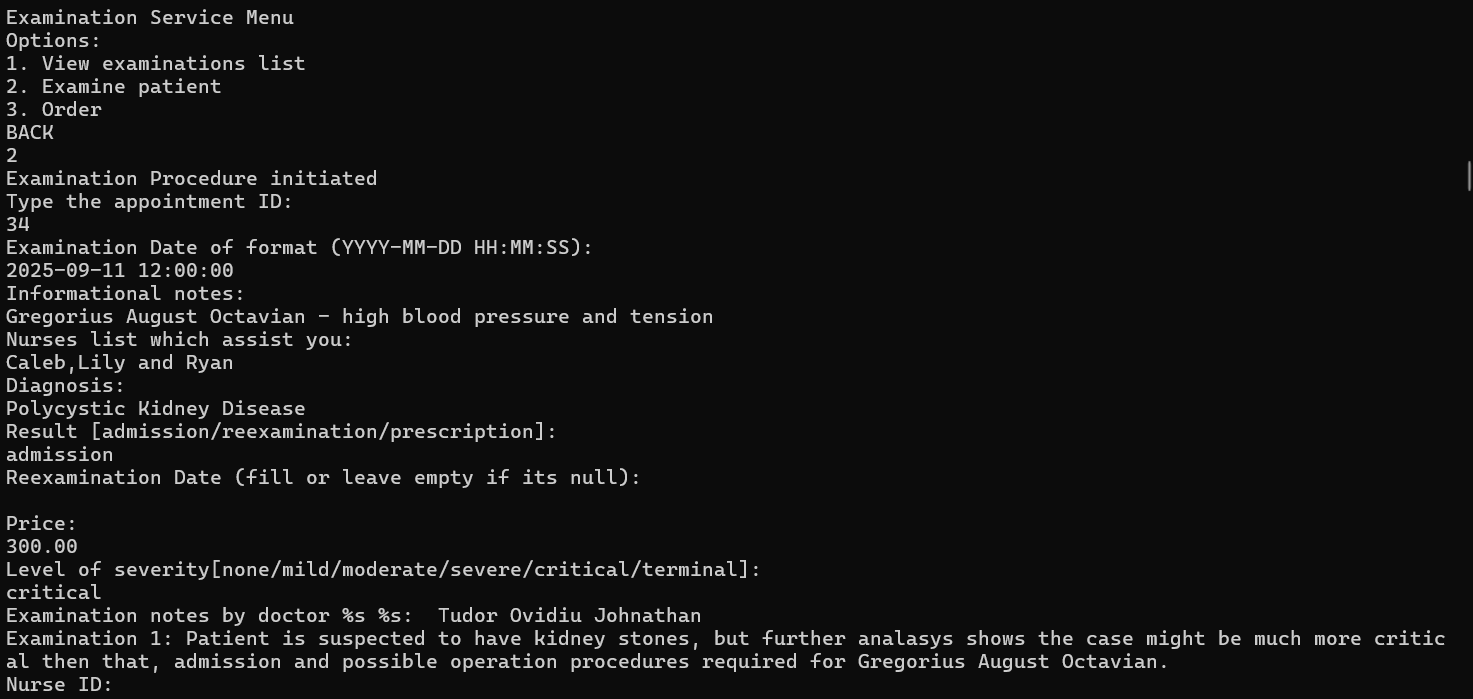 Examination Service Menu
Options:
1. View examinations list
2. Examine patient
3. Order
BACK
2
Examination Procedure initiated
Type the appointment ID:
34
Examination Date of format (YYYY-MM-DD HH:MM:SS):
2025-09-11 12:00:00
Informational notes:
Gregorius August Octavian - high blood pressure and tension
Nurses list which assist you:
Caleb,Lily and Ryan
Diagnosis:
Polycystic Kidney Disease
Result [admission/reexamination/prescription]:
admission
Reexamination Date (fill or leave empty if its null):
Price:
300.00
Level of severity[none/mild/moderate/severe/critical/terminal]:
critical
Examination notes by doctor %s %s:  Tudor Ovidiu Johnathan
Examination 1: Patient is suspected to have kidney stones, but further analasys shows the case might be much more critic
al then that, admission and possible operation procedures required for Gregorius August Octavian.
Nurse ID: